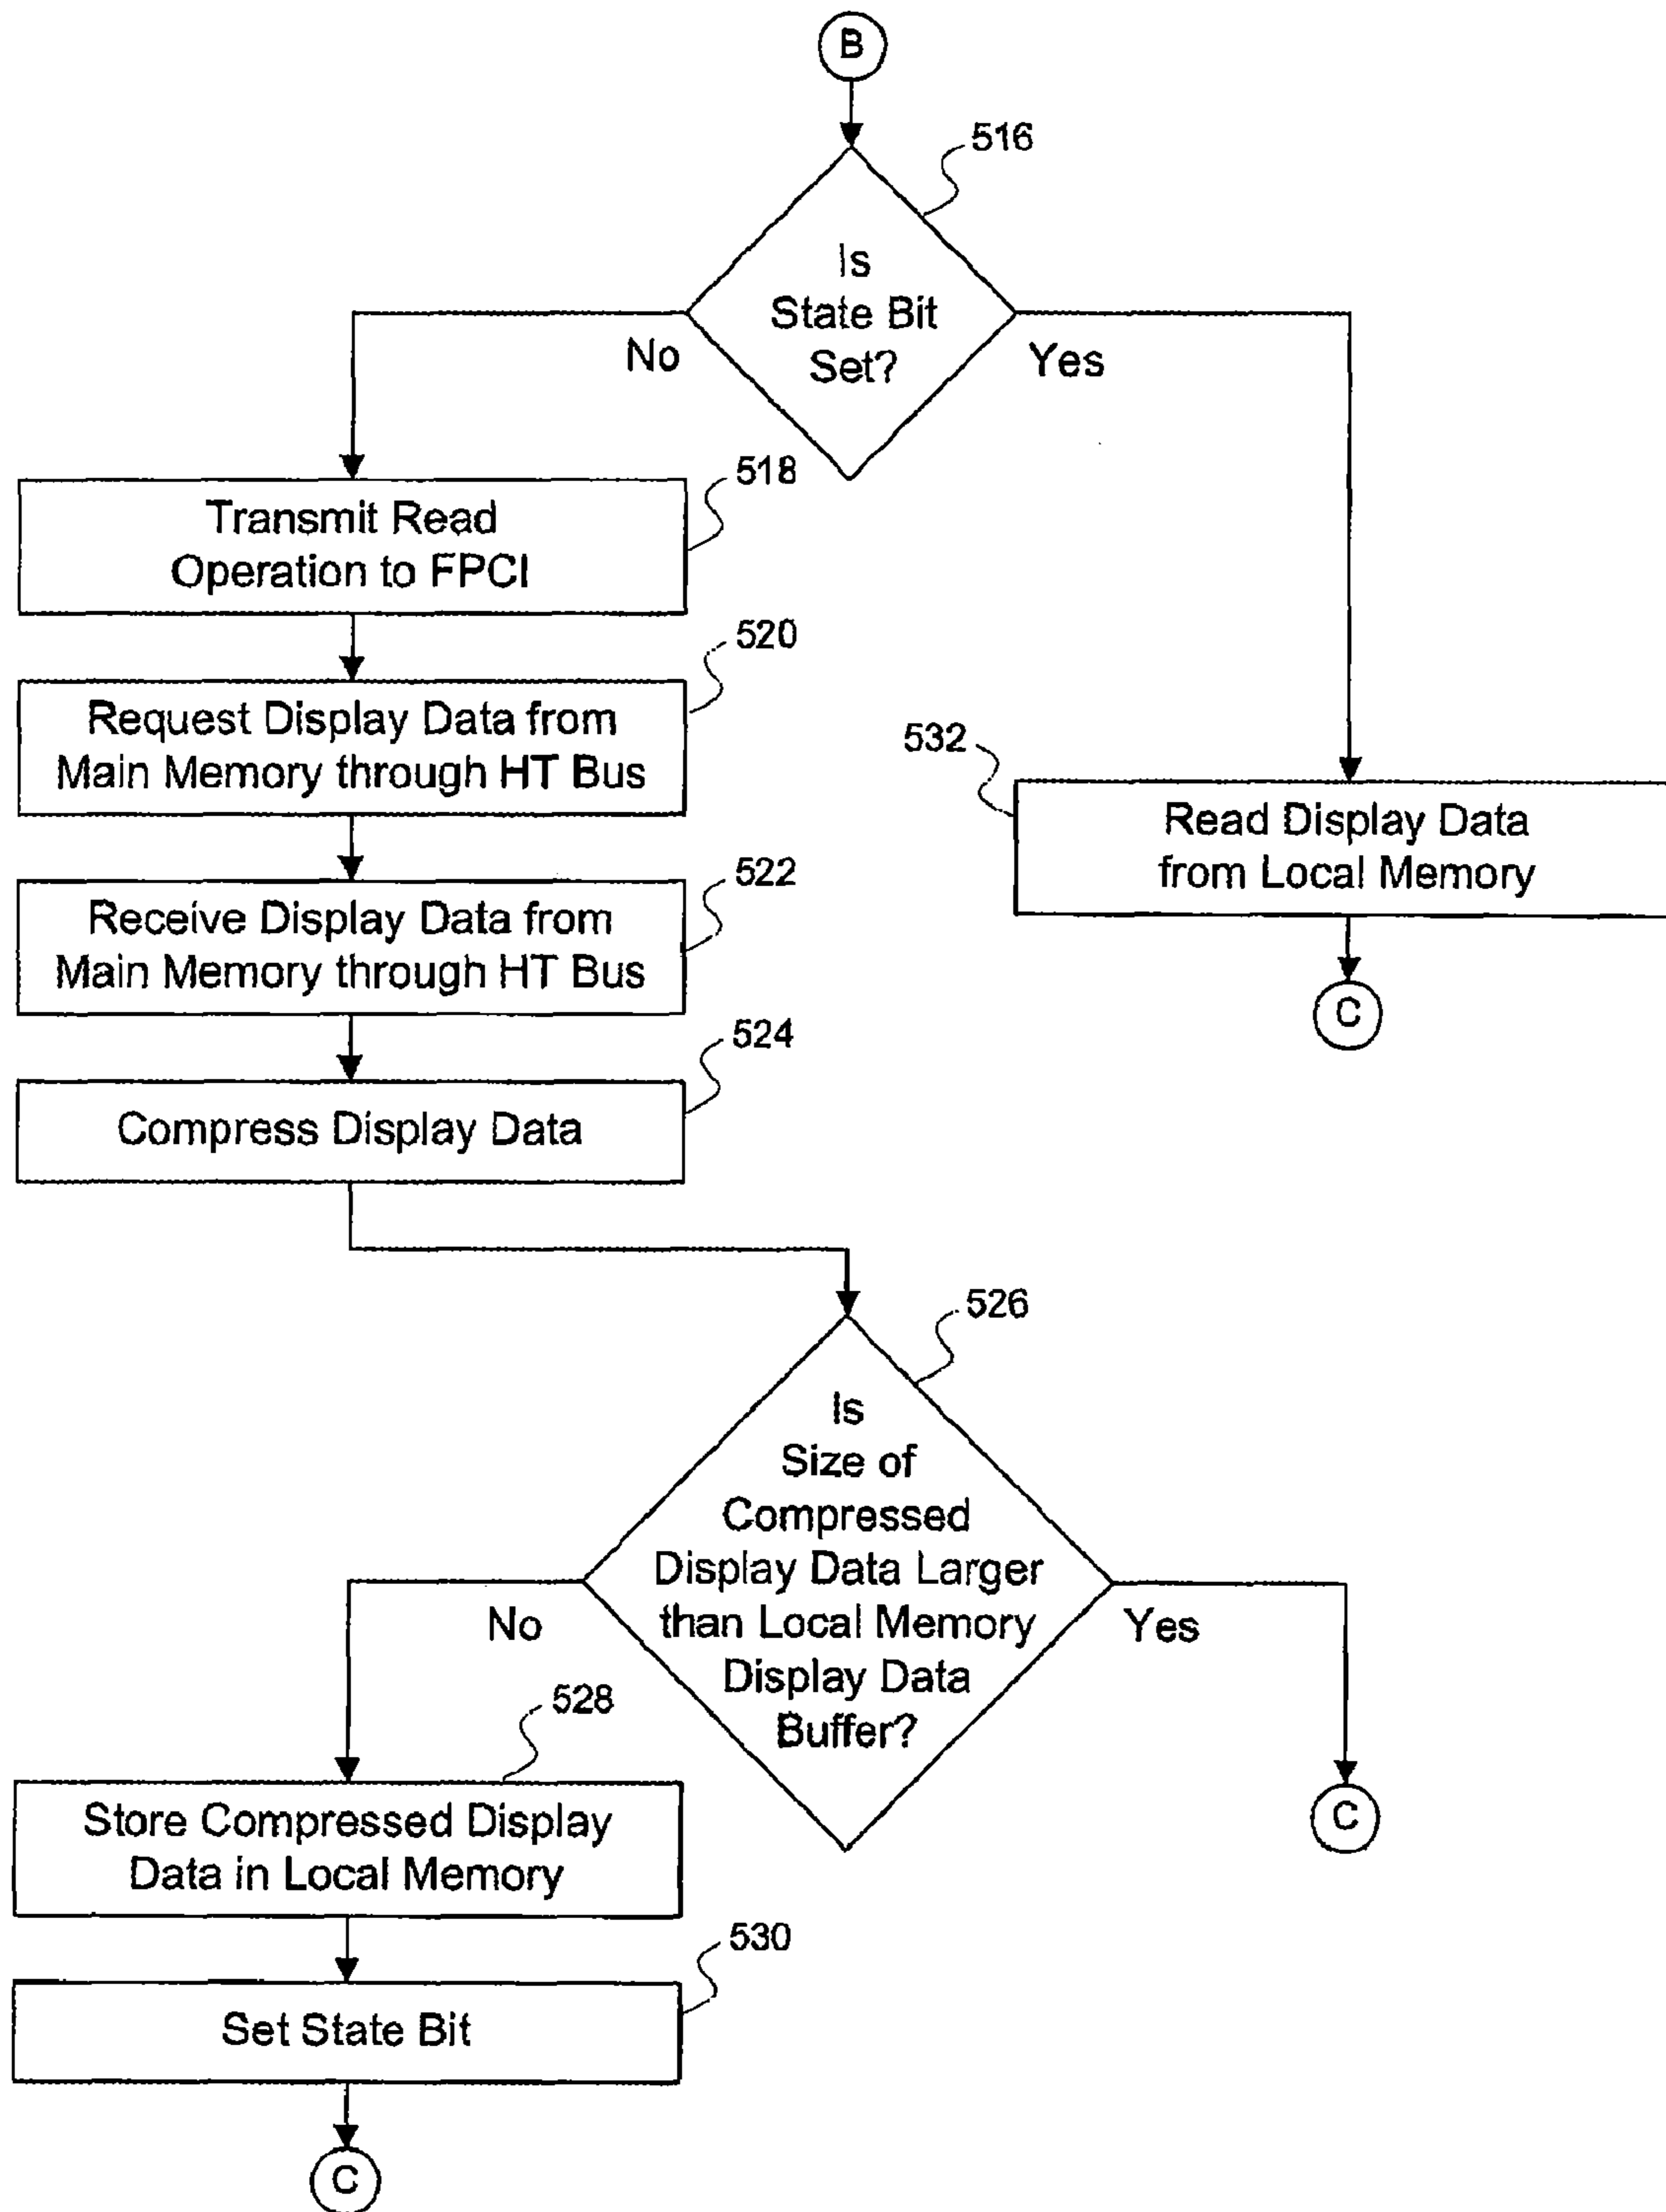 B
516
Is
State Bit
Set?
No
Yes
518
Transmit Read
Operation to FPCI
520
Request Display Data from
Main Memory through HT Bus
532
Read Display Data
from Local Memory
522
Receive Display Data from
Main Memory through HT Bus
C
524
Compress Display Data
526
Is
Size of
Compressed
Display Data Larger
than Local Memory
Display Data
Buffer?
No
Yes
528
Store Compressed Display
Data in Local Memory
C
530
Set State Bit
C